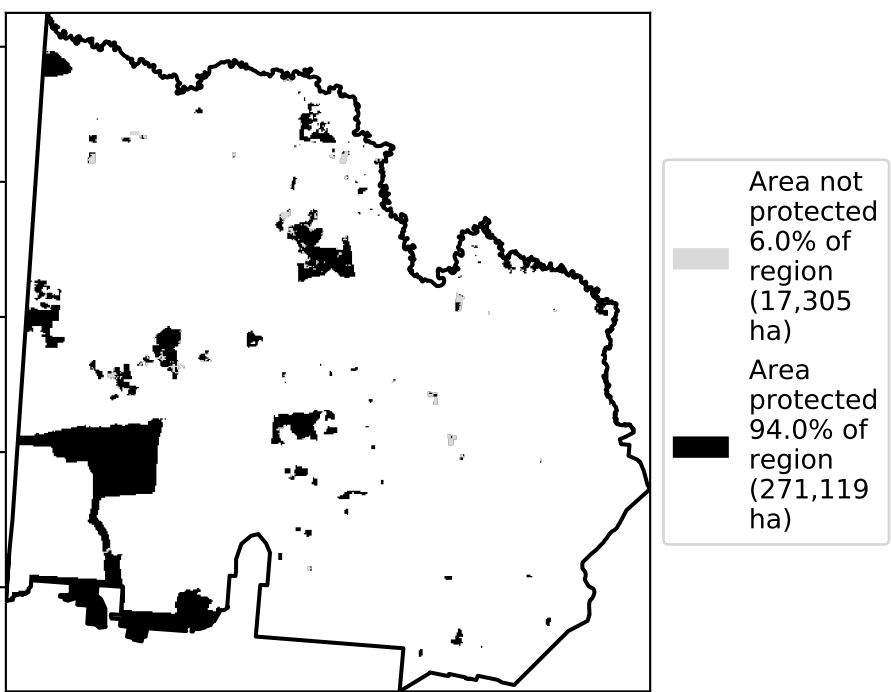 Area not
protected
6.0% of
region
(17,305
ha)
Area
protected
94.0% of
region
(271,119
ha)